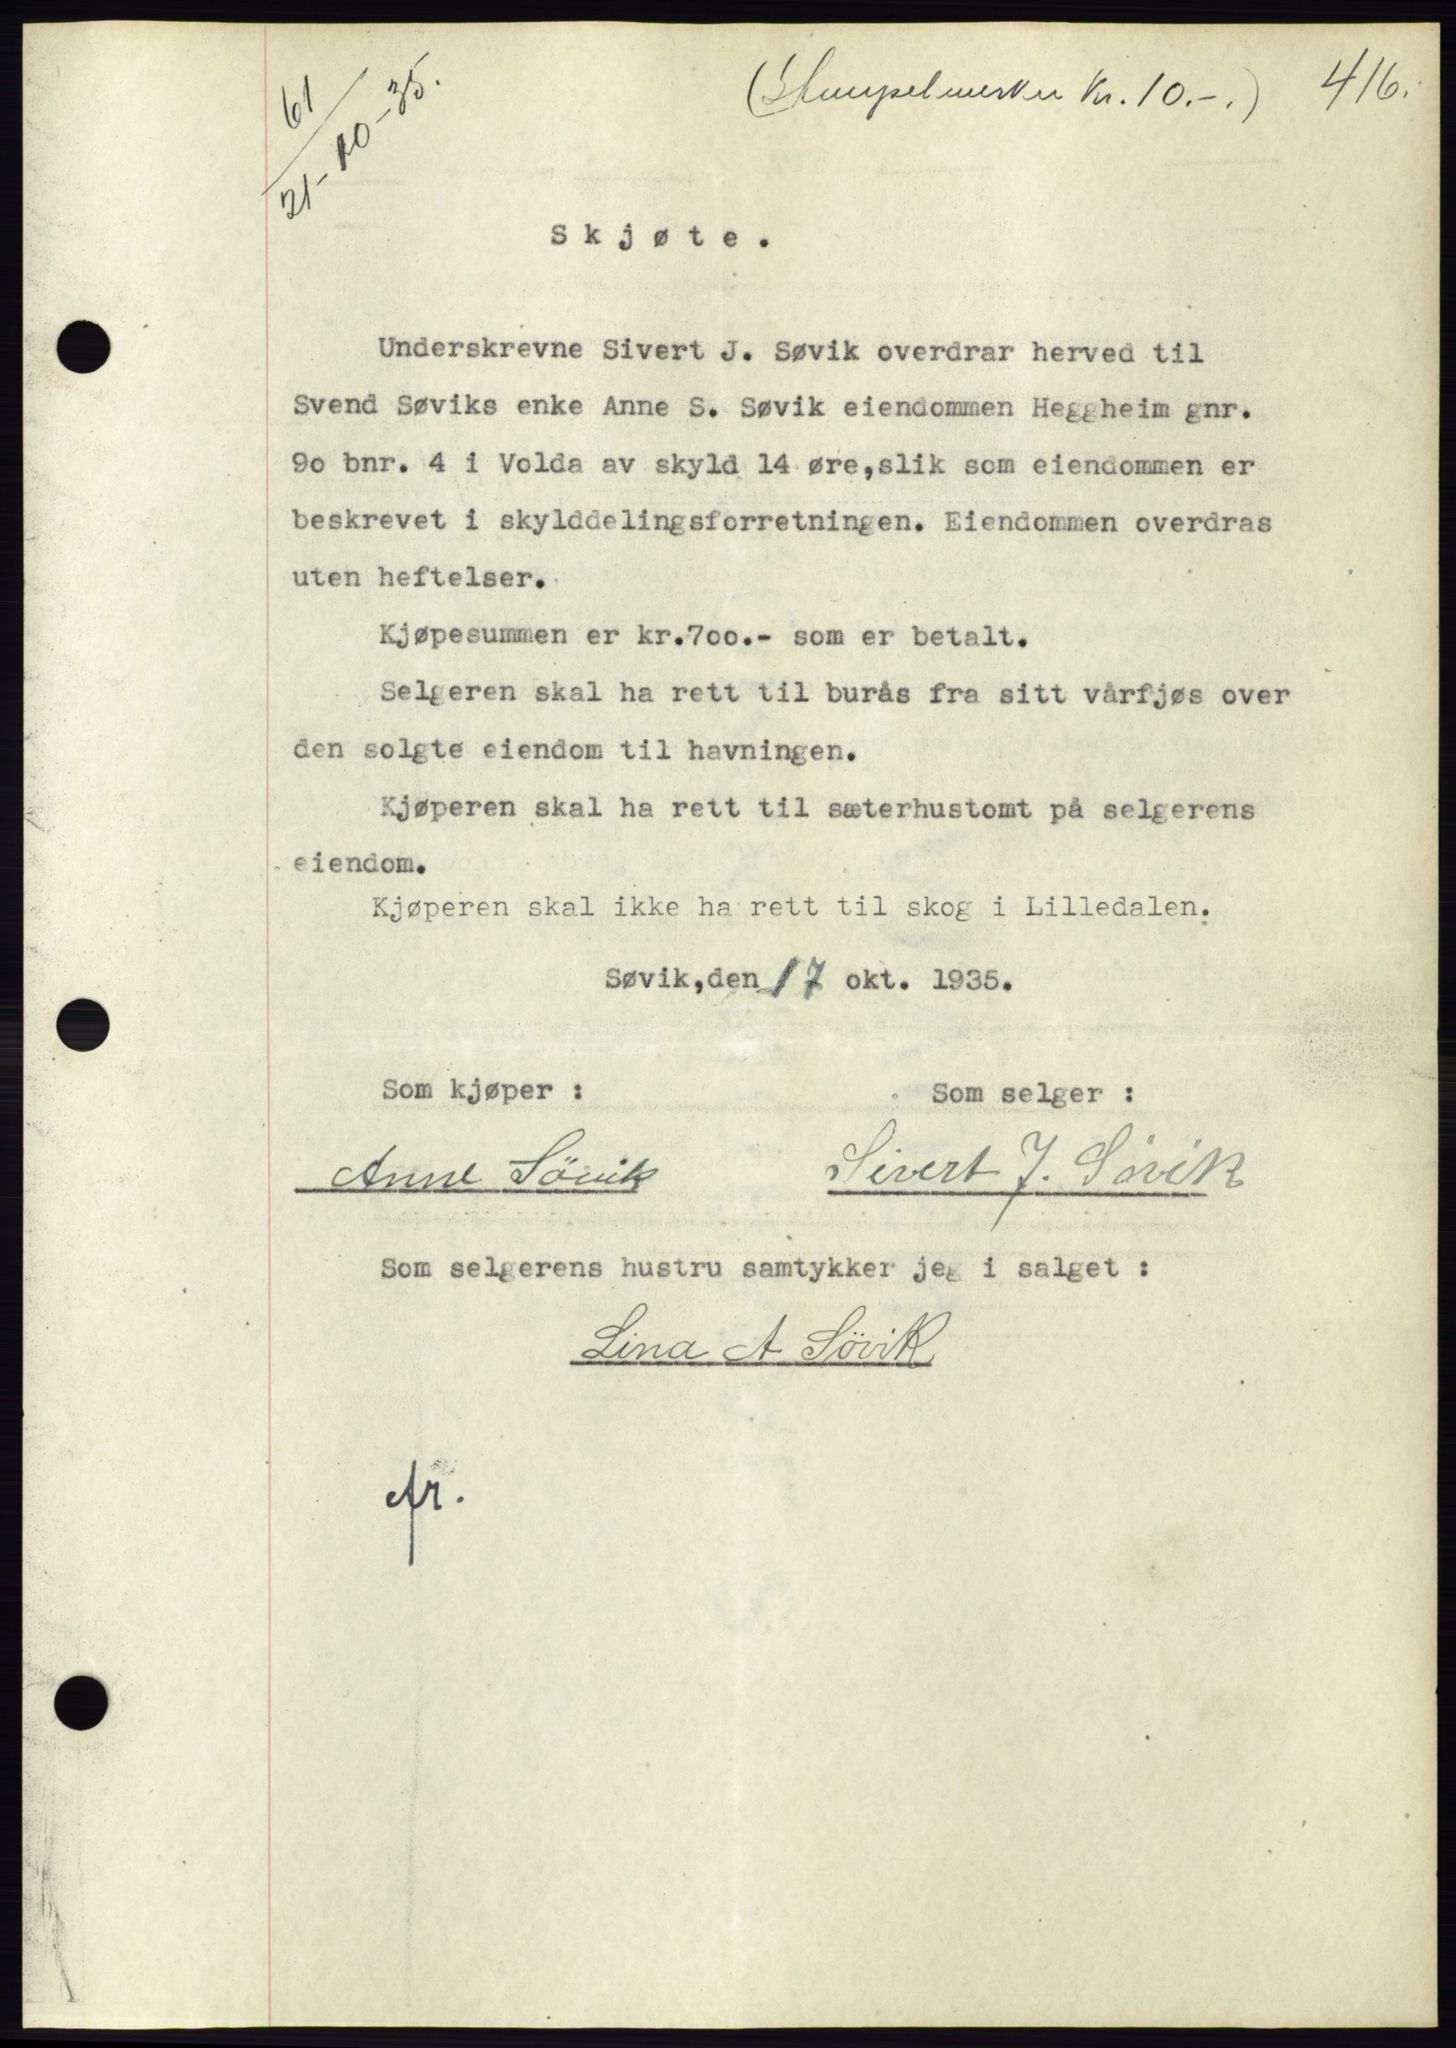 (Stempelmerker Kr. 10.-.)
416.
61
21-10-35.
Skjøte.
Underskrevne Sivert J. Søvik overdrar herved til
Svend Søviks enke Anne S. Søvik eiendommen Heggheim gnr.
9o bnr. 4 i Volda av skyld 14 øre,slik som eiendommen er
beskrevet i skylddelingsforretningen. Eiendommen overdras
uten heftelser.
Kjøpesummen er kr.7oo.- som er betalt.
Selgeren skal ha rett til burås fra sitt vårfjøs over
den solgte eiendom til havningen.
Kjøperen skal ha rett til sæterhustomt på selgerens
eiendom.
Kjøperen skal ikke ha rett til skog i Lilledalen.
Søvik,den 17 okt. 1935.
Som kjøper :
Som selger :
Anne Sövik
Sivert J. Sövik
Som selgerens hustru samtykker jeg i salget :
Lina A Sövik